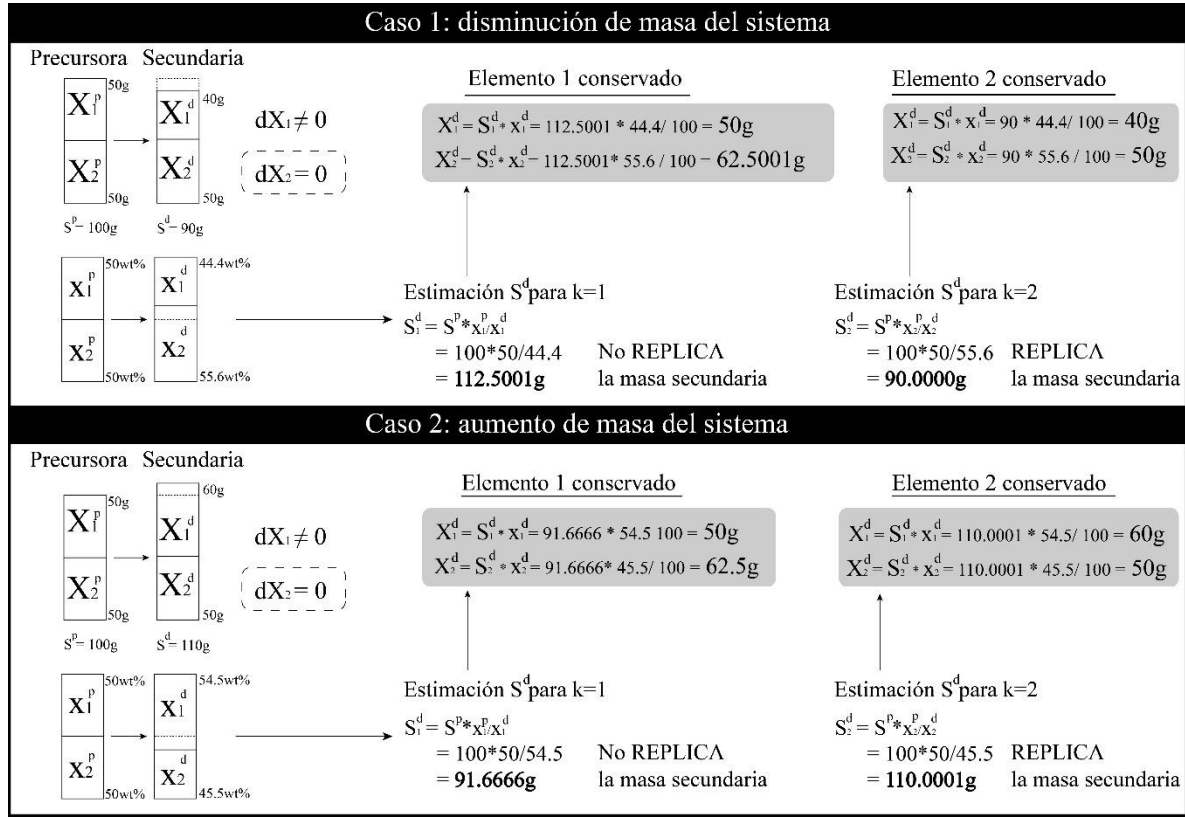 Caso 1: disminución de masa del sistema
Precursora Secundaria
50g
X₁ᵖ
X₂ᵖ
50g
Sᵖ= 100g
40g
X₁ᵈ
X₂ᵈ
50g
Sᵈ= 90g
dX₁ ≠ 0
dX₂ = 0
50wt%
x₁ᵖ
x₂ᵖ
50wt%
44.4wt%
x₁ᵈ
x₂ᵈ
55.6wt%
Elemento 1 conservado
X₁ᵈ= S₁ᵈ* x₁ᵈ= 112.5001 * 44.4/ 100 = 50g
X₂ᵈ= S₂ᵈ* x₂ᵈ= 112.5001* 55.6 / 100 = 62.5001g
Estimación Sᵈ para k=1
S₁ᵈ= Sᵖ*x₁ᵖ/x₁ᵈ
= 100*50/44.4 No REPLICA
= 112.5001g la masa secundaria
Elemento 2 conservado
X₁ᵈ= S₁ᵈ* x₁ᵈ= 90 * 44.4/ 100 = 40g
X₂ᵈ= S₂ᵈ* x₂ᵈ= 90 * 55.6 / 100 = 50g
Estimación Sᵈ para k=2
S₂ᵈ= Sᵖ*x₂ᵖ/x₂ᵈ
= 100*50/55.6 REPLICA
= 90.0000g la masa secundaria
Caso 2: aumento de masa del sistema
Precursora Secundaria
50g
X₁ᵖ
X₂ᵖ
50g
Sᵖ= 100g
60g
X₁ᵈ
X₂ᵈ
50g
Sᵈ= 110g
dX₁ ≠ 0
dX₂ = 0
50wt%
x₁ᵖ
x₂ᵖ
50wt%
54.5wt%
x₁ᵈ
x₂ᵈ
45.5wt%
Elemento 1 conservado
X₁ᵈ= S₁ᵈ* x₁ᵈ= 91.6666 * 54.5 100 = 50g
X₂ᵈ= S₂ᵈ* x₂ᵈ= 91.6666* 45.5/ 100 = 62.5g
Estimación Sᵈ para k=1
S₁ᵈ= Sᵖ*x₁ᵖ/x₁ᵈ
= 100*50/54.5 No REPLICA
= 91.6666g la masa secundaria
Elemento 2 conservado
X₁ᵈ= S₁ᵈ* x₁ᵈ= 110.0001 * 54.5/ 100 = 60g
X₂ᵈ= S₂ᵈ* x₂ᵈ= 110.0001 * 45.5/ 100 = 50g
Estimación Sᵈ para k=2
S₂ᵈ= Sᵖ*x₂ᵖ/x₂ᵈ
= 100*50/45.5 REPLICA
= 110.0001g la masa secundaria